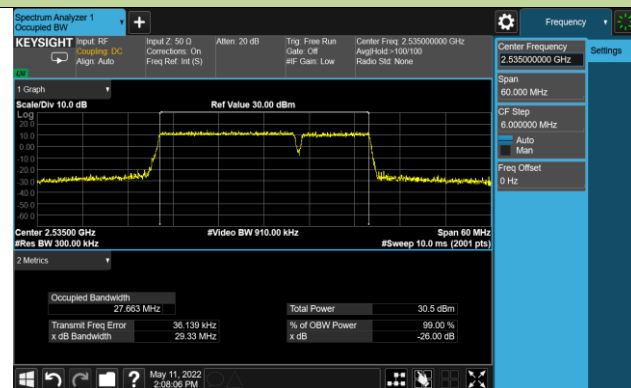 Spectrum Analyzer 1
Occupied BW
Frequency
KEYSIGHT
Input: RF
Coupling: DC
Align: Auto
Input Z: 50 Ω
Corrections: On
Freq Ref: Int (S)
Atten: 20 dB
Trig: Free Run
Gate: Off
#IF Gain: Low
Center Freq: 2.535000000 GHz
Avg|Hold:>100/100
Radio Std: None
Center Frequency
2.535000000 GHz
Settings
Span
60.000 MHz
CF Step
6.000000 MHz
Auto
Man
Freq Offset
0 Hz
1 Graph
Scale/Div 10.0 dB
Ref Value 30.00 dBm
Log
20.0
10.0
0.00
-10.0
-20.0
-30.0
-40.0
-50.0
-60.0
Center 2.53500 GHz
#Video BW 910.00 kHz
Span 60 MHz
#Res BW 300.00 kHz
#Sweep 10.0 ms (2001 pts)
2 Metrics
Occupied Bandwidth
27.663 MHz
Total Power 30.5 dBm
Transmit Freq Error 36.139 kHz
% of OBW Power 99.00 %
x dB Bandwidth 29.33 MHz
x dB -26.00 dB
?
May 11, 2022
2:08:06 PM